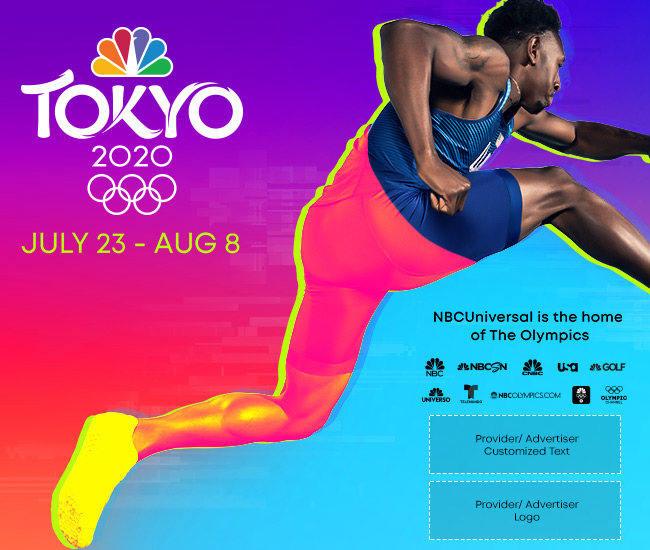 TOKYO
2020
JULY 23 - AUG 8
NBCUniversal is the home
of The Olympics
NBC NBCSN CNBC USA GOLF
UNIVERSO TELEMUNDO NBCOLYMPICS.COM OLYMPIC
CHANNEL
Provider/ Advertiser
Customized Text
Provider/ Advertiser
Logo